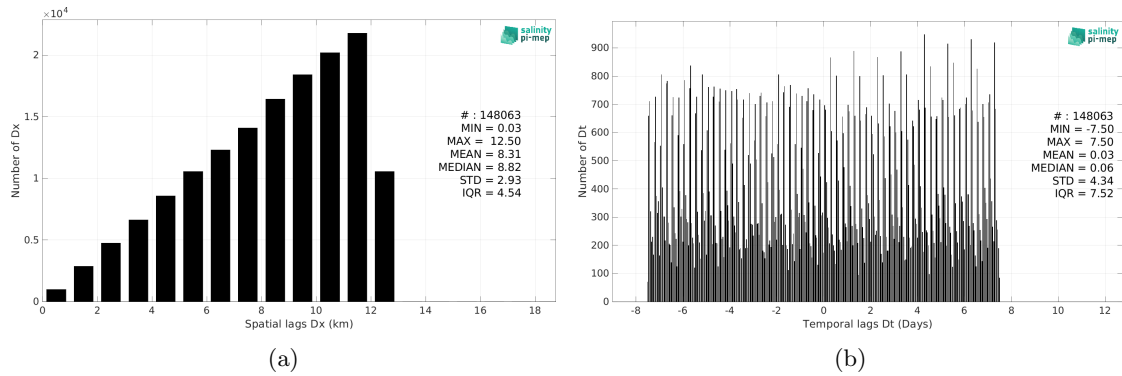 ×10⁴
2
1.5
1
0.5
0
Number of Dx
0 2 4 6 8 10 12 14 16 18
Spatial lags Dx (km)
salinity
pi-mep
# : 148063
MIN = 0.03
MAX = 12.50
MEAN = 8.31
MEDIAN = 8.82
STD = 2.93
IQR = 4.54
(a)
900
800
700
600
500
400
300
200
100
0
Number of Dt
-8 -6 -4 -2 0 2 4 6 8 10 12
Temporal lags Dt (Days)
salinity
pi-mep
# : 148063
MIN = -7.50
MAX = 7.50
MEAN = 0.03
MEDIAN = 0.06
STD = 4.34
IQR = 7.52
(b)